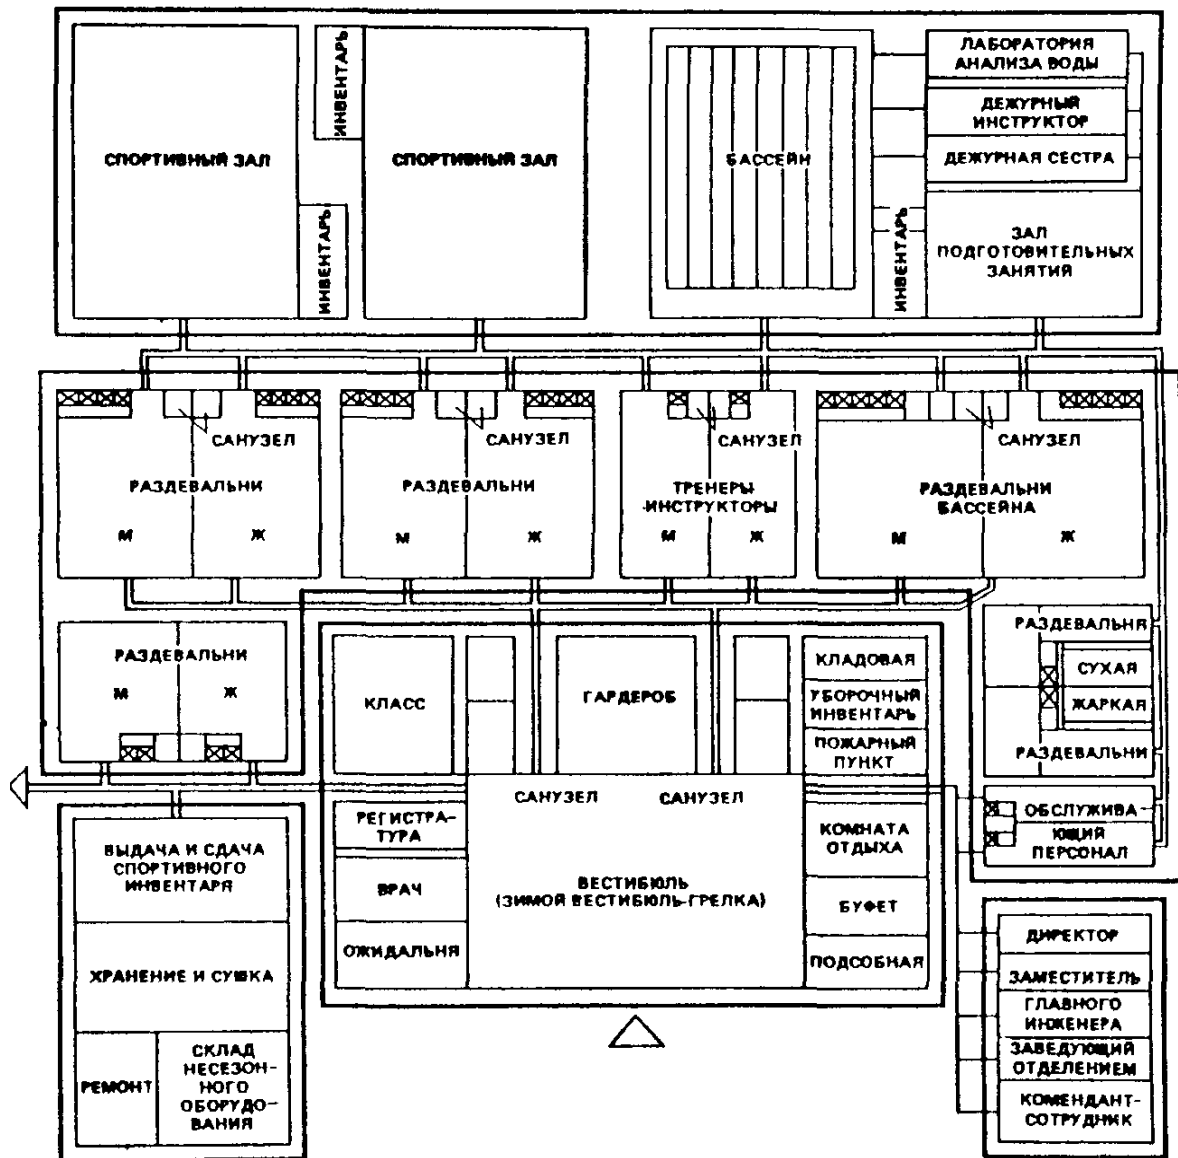 СПОРТИВНЫЙ ЗАЛ
ИНВЕНТАРЬ
ИНВЕНТАРЬ
СПОРТИВНЫЙ ЗАЛ
БАССЕЙН
ИНВЕНТАРЬ
ЛАБОРАТОРИЯ
АНАЛИЗА ВОДЫ
ДЕЖУРНЫЙ
ИНСТРУКТОР
ДЕЖУРНАЯ СЕСТРА
ЗАЛ
ПОДГОТОВИТЕЛЬНЫХ
ЗАНЯТИЙ
САНУЗЕЛ
РАЗДЕВАЛЬНИ
М
Ж
САНУЗЕЛ
РАЗДЕВАЛЬНИ
М
Ж
САНУЗЕЛ
ТРЕНЕРЫ-
ИНСТРУКТОРЫ
М
Ж
САНУЗЕЛ
РАЗДЕВАЛЬНИ
БАССЕЙНА
М
Ж
РАЗДЕВАЛЬНИ
М
Ж
КЛАСС
ГАРДЕРОБ
КЛАДОВАЯ
УБОРОЧНЫЙ
ИНВЕНТАРЬ
ПОЖАРНЫЙ
ПУНКТ
РАЗДЕВАЛЬНЯ
СУХАЯ
ЖАРКАЯ
РАЗДЕВАЛЬНИ
САНУЗЕЛ
САНУЗЕЛ
РЕГИСТРА-
ТУРА
ВРАЧ
ОЖИДАЛЬНЯ
ВЕСТИБЮЛЬ
(ЗИМОЙ ВЕСТИБЮЛЬ-ГРЕЛКА)
КОМНАТА
ОТДЫХА
БУФЕТ
ПОДСОБНАЯ
ОБСЛУЖИВА-
ЮЩИЙ
ПЕРСОНАЛ
ВЫДАЧА И СДАЧА
СПОРТИВНОГО
ИНВЕНТАРЯ
ХРАНЕНИЕ И СУШКА
РЕМОНТ
СКЛАД
НЕСЕЗОН-
НОГО
ОБОРУДО-
ВАНИЯ
ДИРЕКТОР
ЗАМЕСТИТЕЛЬ
ГЛАВНОГО
ИНЖЕНЕРА
ЗАВЕДУЮЩИЙ
ОТДЕЛЕНИЕМ
КОМЕНДАНТ-
СОТРУДНИК